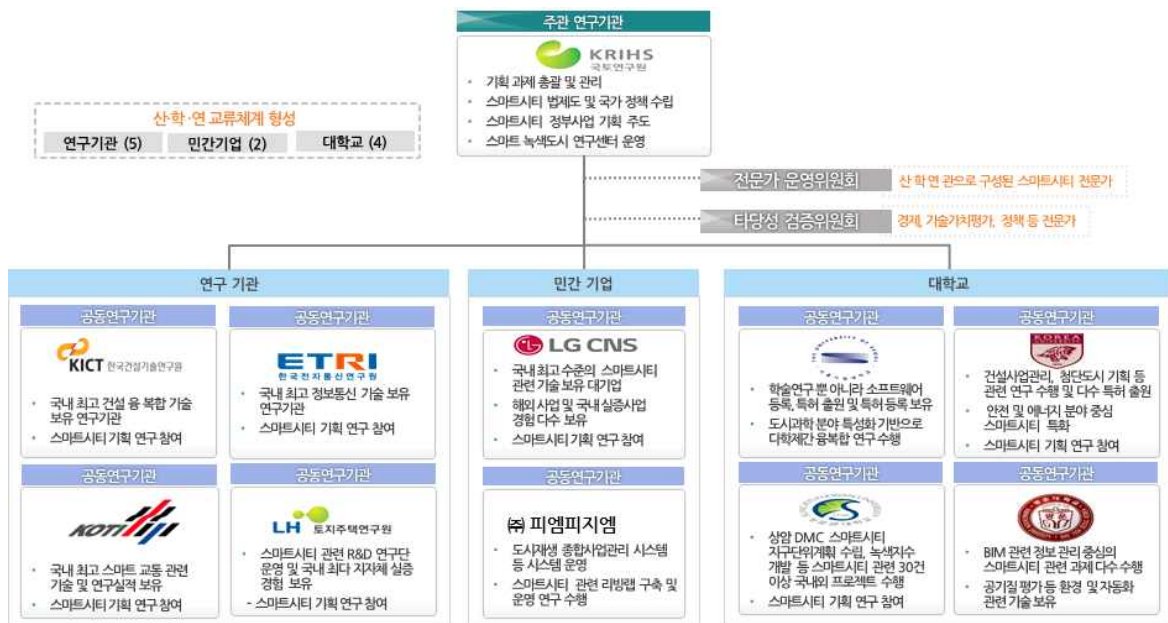 주관 연구기관
KRIHS
국토연구원
• 기획 과제 총괄 및 관리
• 스마트시티 법제도 및 국가 정책 수립
• 스마트시티 정부사업 기획 주도
• 스마트 녹색도시 연구센터 운영
산·학·연 교류체계 형성
연구기관 (5)
민간기업 (2)
대학교 (4)
전문가 운영위원회
산 학 연 관으로 구성된 스마트시티 전문가
타당성 검증위원회
경제, 기술가치평가, 정책 등 전문가
연구 기관
공동연구기관
KICT 한국건설기술연구원
• 국내 최고 건설 융 복합 기술
보유 연구기관
• 스마트시티 기획 연구 참여
공동연구기관
ETRI
한국전자통신연구원
• 국내 최고 정보통신 기술 보유
연구기관
• 스마트시티 기획 연구 참여
공동연구기관
KOTI
• 국내 최고 스마트 교통 관련
기술 및 연구실적 보유
• 스마트시티 기획 연구 참여
공동연구기관
LH 토지주택연구원
• 스마트시티 관련 R&D 연구단
운영 및 국내 최다 지자체 실증
경험 보유
- 스마트시티 기획 연구 참여
민간 기업
공동연구기관
LG CNS
• 국내 최고 수준의 스마트시티
관련 기술 보유 대기업
• 해외 사업 및 국내 실증사업
경험 다수 보유
• 스마트시티 기획 연구 참여
공동연구기관
㈜ 피엠피지엠
• 도시재생 종합사업관리 시스템
등 시스템 운영
• 스마트시티 관련 리빙랩 구축 및
운영 연구 수행
대학교
공동연구기관
• 학술연구 뿐 아니라 소프트웨어
등록, 특허 출원 및 특허 등록 보유
• 도시과학 분야 특성화 기반으로
다학제간 융복합 연구 수행
공동연구기관
KOREA
• 건설사업관리, 첨단도시 기획 등
관련 연구 수행 및 다수 특허 출원
• 안전 및 에너지 분야 중심
스마트시티 특화
• 스마트시티 기획 연구 참여
공동연구기관
• 상암 DMC 스마트시티
지구단위계획 수립, 녹색지수
개발 등 스마트시티 관련 30건
이상 국내외 프로젝트 수행
• 스마트시티 기획 연구 참여
공동연구기관
• BIM 관련 정보 관리 중심의
스마트시티 관련 과제 다수 수행
• 공기질 평가 등 환경 및 자동화
관련 기술 보유